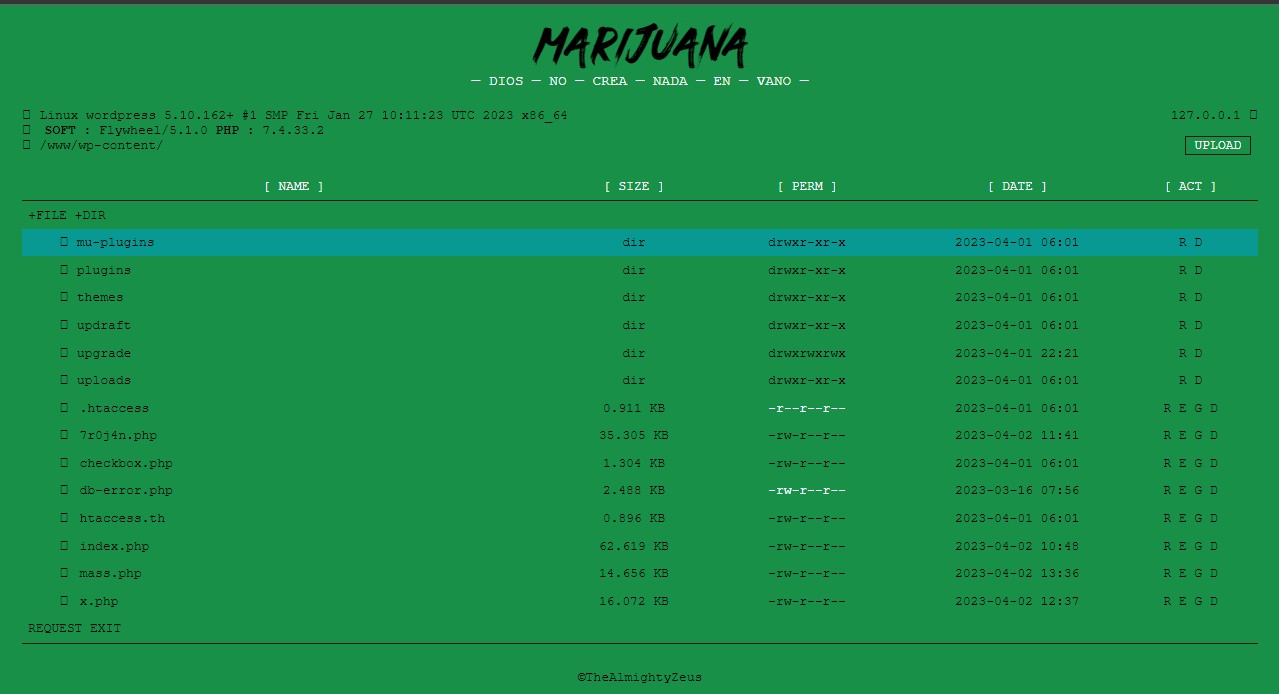 MARIJUANA
— DIOS — NO — CREA — NADA — EN — VANO —
Linux wordpress 5.10.162+ #1 SMP Fri Jan 27 10:11:23 UTC 2023 x86_64 127.0.0.1
SOFT : Flywheel/5.1.0 PHP : 7.4.33.2
/www/wp-content/ UPLOAD
[ NAME ] [ SIZE ] [ PERM ] [ DATE ] [ ACT ]
+FILE +DIR
mu-plugins dir drwxr-xr-x 2023-04-01 06:01 R D
plugins dir drwxr-xr-x 2023-04-01 06:01 R D
themes dir drwxr-xr-x 2023-04-01 06:01 R D
updraft dir drwxr-xr-x 2023-04-01 06:01 R D
upgrade dir drwxrwxrwx 2023-04-01 22:21 R D
uploads dir drwxr-xr-x 2023-04-01 06:01 R D
.htaccess 0.911 KB -r--r--r-- 2023-04-01 06:01 R E G D
7r0j4n.php 35.305 KB -rw-r--r-- 2023-04-02 11:41 R E G D
checkbox.php 1.304 KB -rw-r--r-- 2023-04-01 06:01 R E G D
db-error.php 2.488 KB -rw-r--r-- 2023-03-16 07:56 R E G D
htaccess.th 0.896 KB -rw-r--r-- 2023-04-01 06:01 R E G D
index.php 62.619 KB -rw-r--r-- 2023-04-02 10:48 R E G D
mass.php 14.656 KB -rw-r--r-- 2023-04-02 13:36 R E G D
x.php 16.072 KB -rw-r--r-- 2023-04-02 12:37 R E G D
REQUEST EXIT
©TheAlmightyZeus